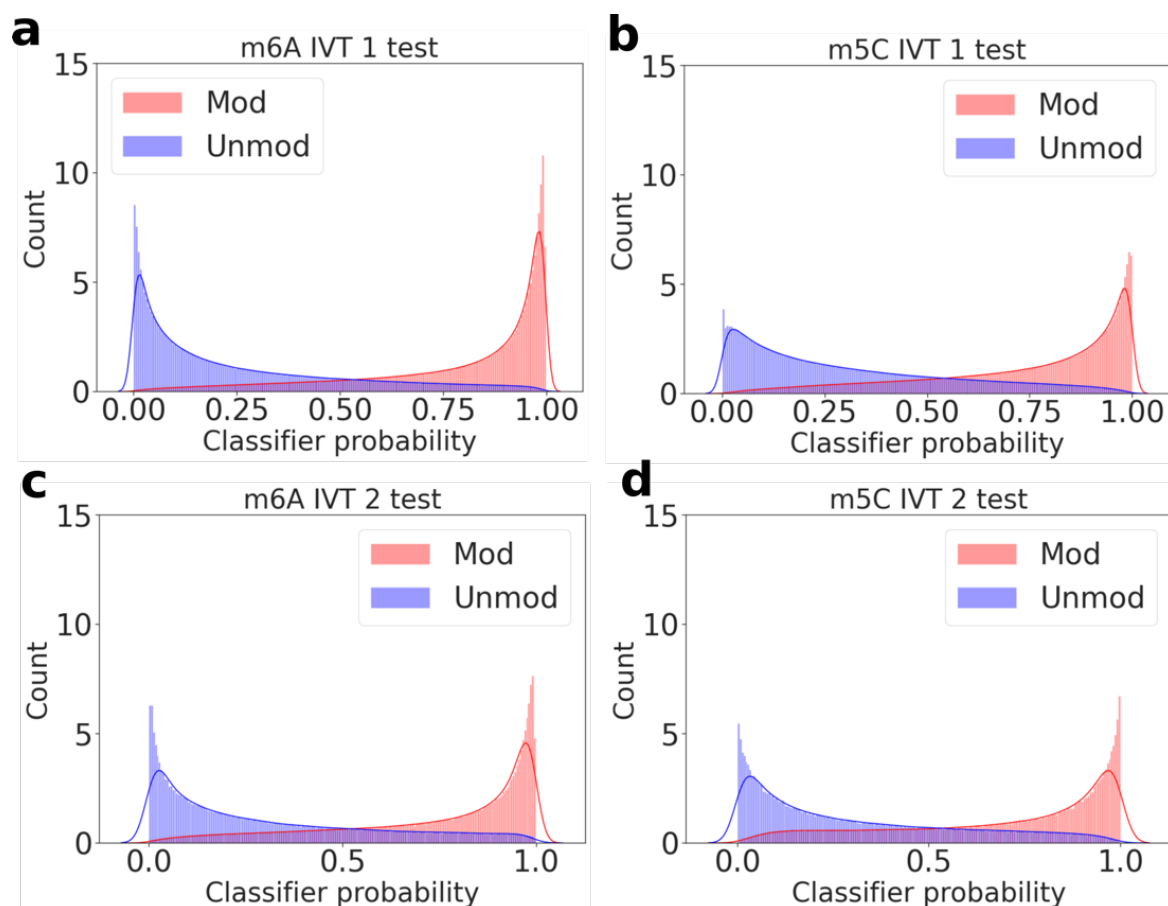 a
m6A IVT 1 test
15
10
5
0
Count
Mod
Unmod
0.00 0.25 0.50 0.75 1.00
Classifier probability
b
m5C IVT 1 test
15
10
5
0
Count
Mod
Unmod
0.00 0.25 0.50 0.75 1.00
Classifier probability
c
m6A IVT 2 test
15
10
5
0
Count
Mod
Unmod
0.0 0.5 1.0
Classifier probability
d
m5C IVT 2 test
15
10
5
0
Count
Mod
Unmod
0.0 0.5 1.0
Classifier probability